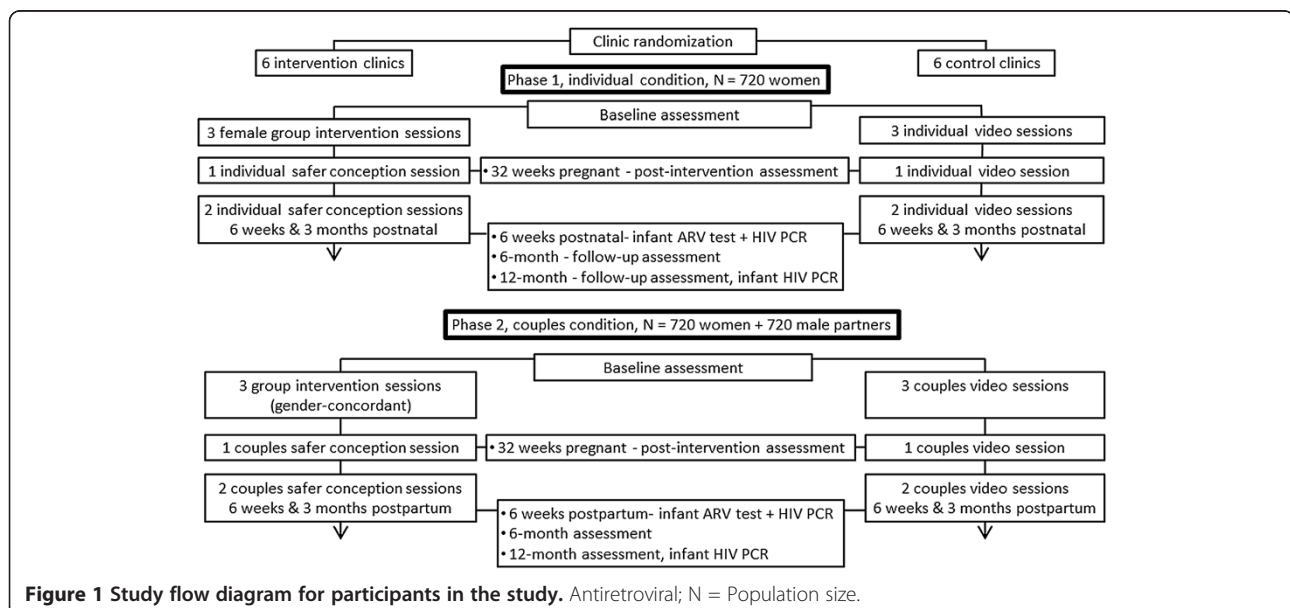 Clinic randomization
6 intervention clinics
6 control clinics
Phase 1, individual condition, N = 720 women
Baseline assessment
3 female group intervention sessions
3 individual video sessions
1 individual safer conception session
• 32 weeks pregnant - post-intervention assessment
1 individual video session
2 individual safer conception sessions
6 weeks & 3 months postnatal
2 individual video sessions
6 weeks & 3 months postnatal
• 6 weeks postnatal- infant ARV test + HIV PCR
• 6-month - follow-up assessment
• 12-month - follow-up assessment, infant HIV PCR
Phase 2, couples condition, N = 720 women + 720 male partners
Baseline assessment
3 group intervention sessions
(gender-concordant)
3 couples video sessions
1 couples safer conception session
• 32 weeks pregnant - post-intervention assessment
1 couples video session
2 couples safer conception sessions
6 weeks & 3 months postpartum
2 couples video sessions
6 weeks & 3 months postpartum
• 6 weeks postpartum- infant ARV test + HIV PCR
• 6-month assessment
• 12-month assessment, infant HIV PCR
Figure 1 Study flow diagram for participants in the study. Antiretroviral; N = Population size.